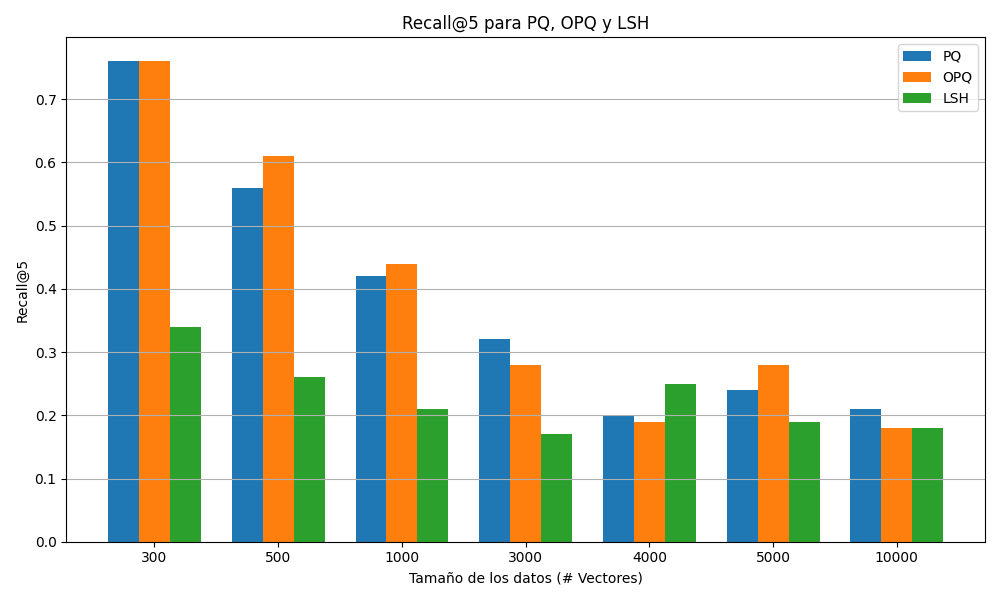 Recall@5 para PQ, OPQ y LSH
PQ
OPQ
LSH
Recall@5
0.7
0.6
0.5
0.4
0.3
0.2
0.1
0.0
300 500 1000 3000 4000 5000 10000
Tamaño de los datos (# Vectores)